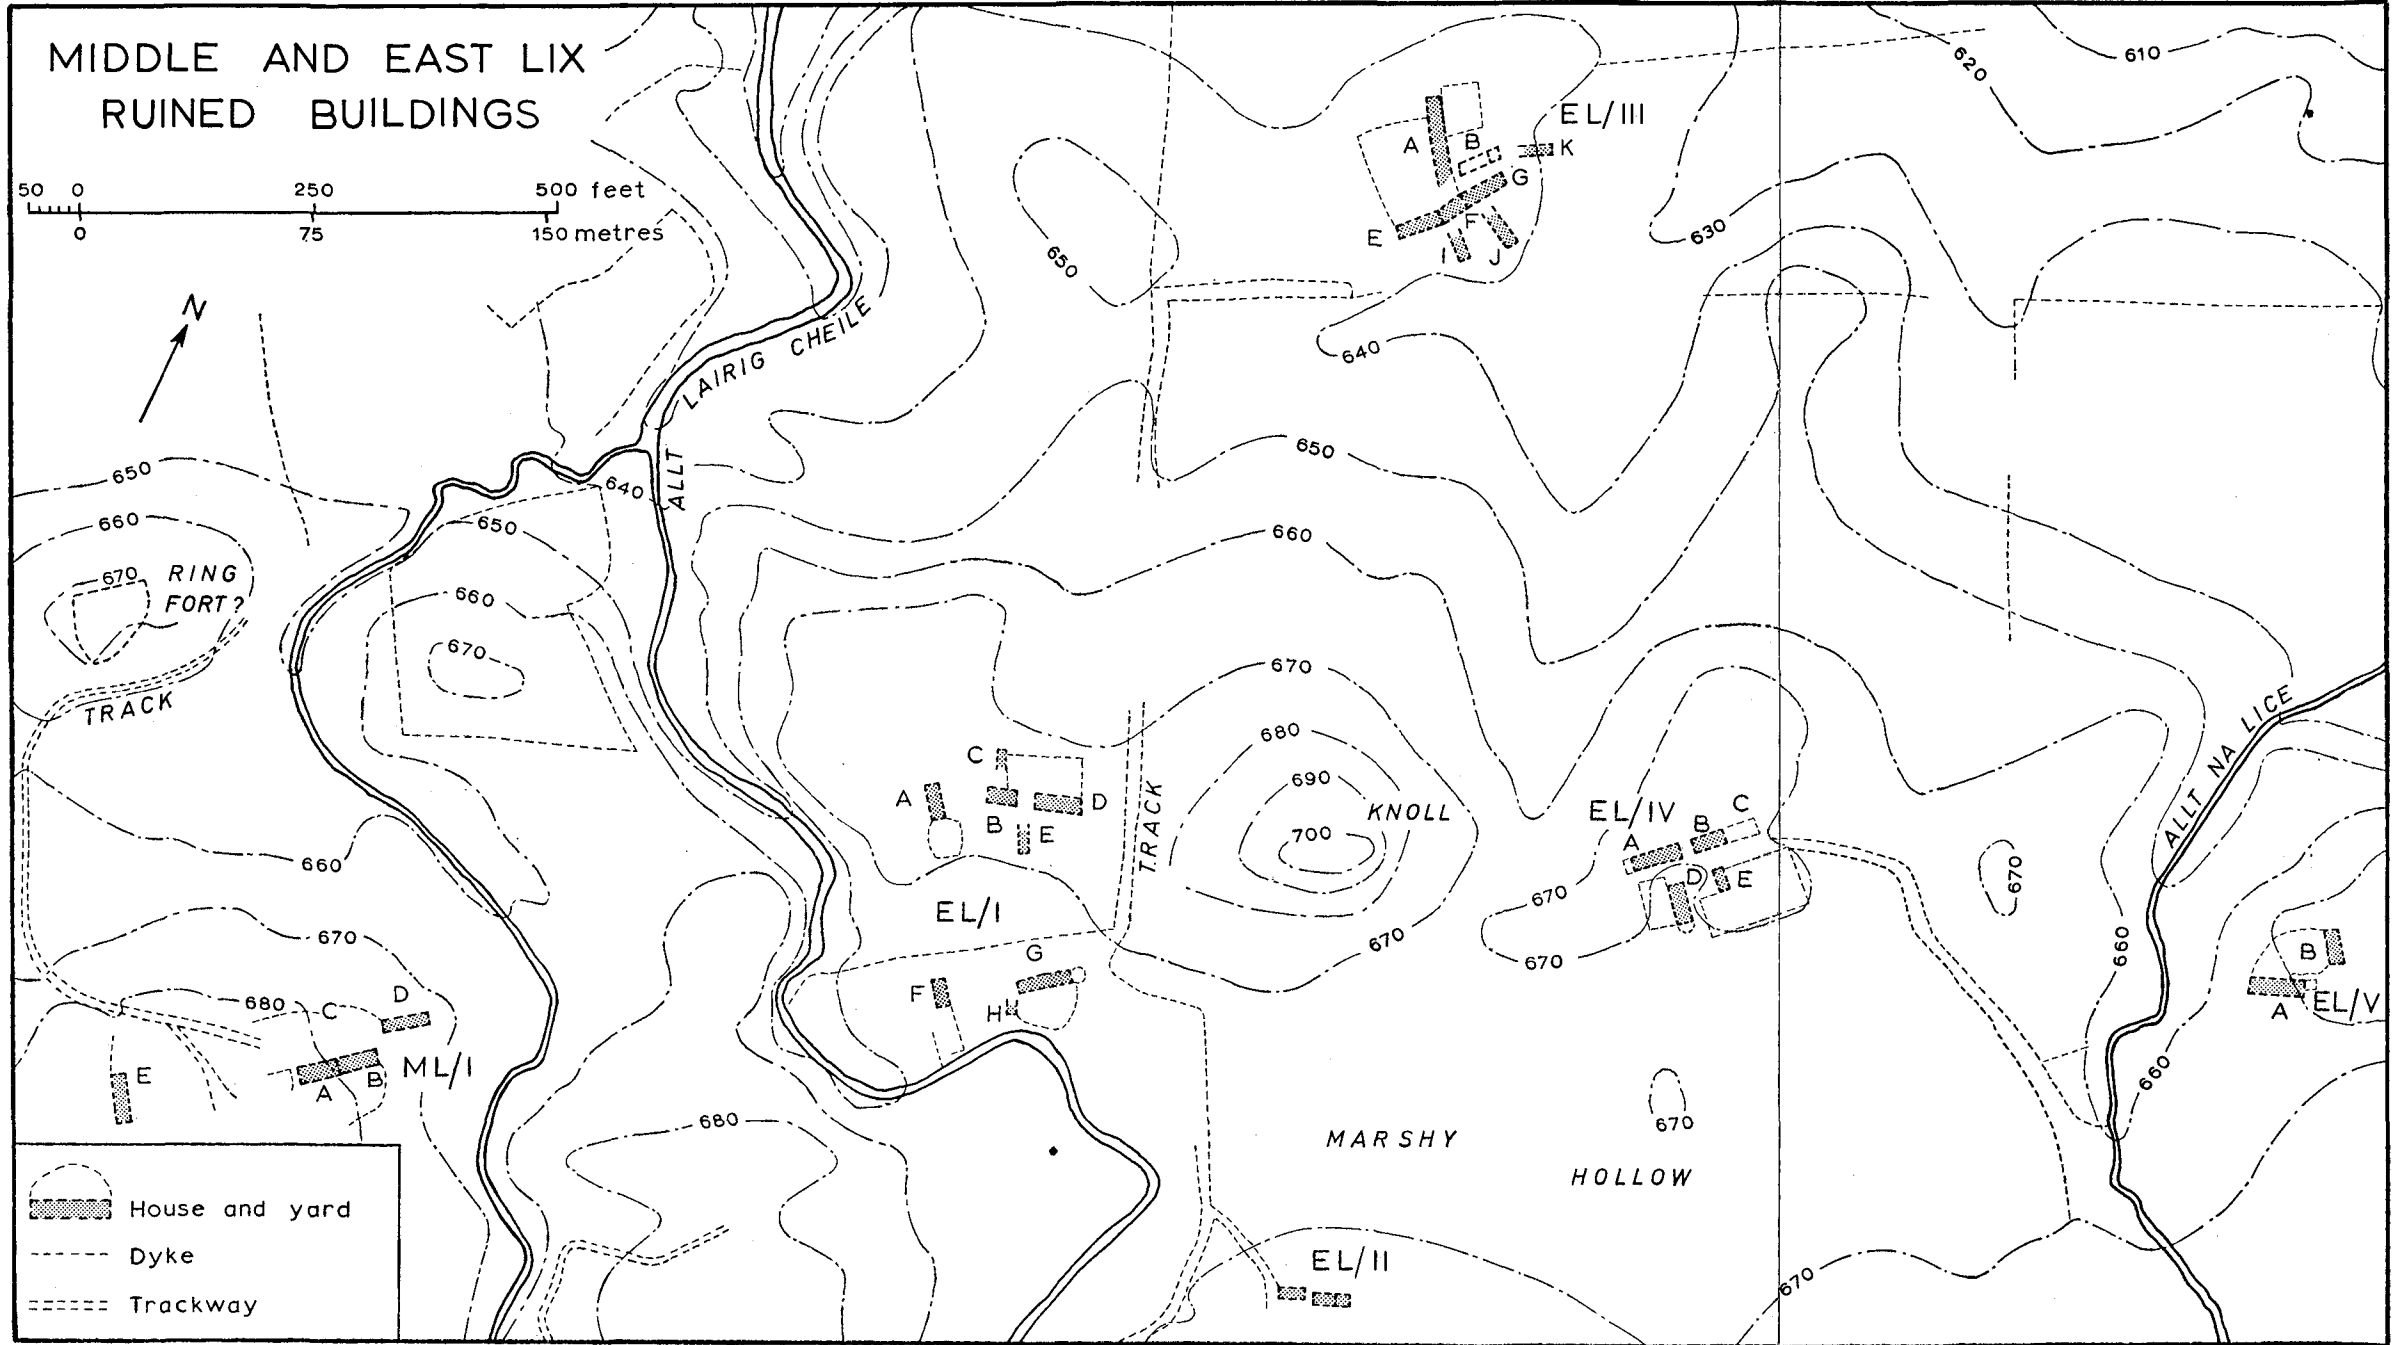 MIDDLE AND EAST LIX
RUINED BUILDINGS
50 0 250 500 feet
0 75 150 metres
N
610
620
630
640
650
EL/III
A
B
K
G
E
F
I
J
ALLT LAIRIG CHEILE
650
660
670
RING
FORT?
TRACK
640
650
660
670
650
660
670
680
690
700
KNOLL
670
TRACK
C
A
B
D
E
EL/I
F
G
H
EL/IV
A
B
C
D
E
670
670
670
ALLT NA LICE
660
660
B
A
EL/V
660
670
680
C
D
A
B
E
ML/I
680
MARSHY
HOLLOW
670
EL/II
670
House and yard
Dyke
Trackway